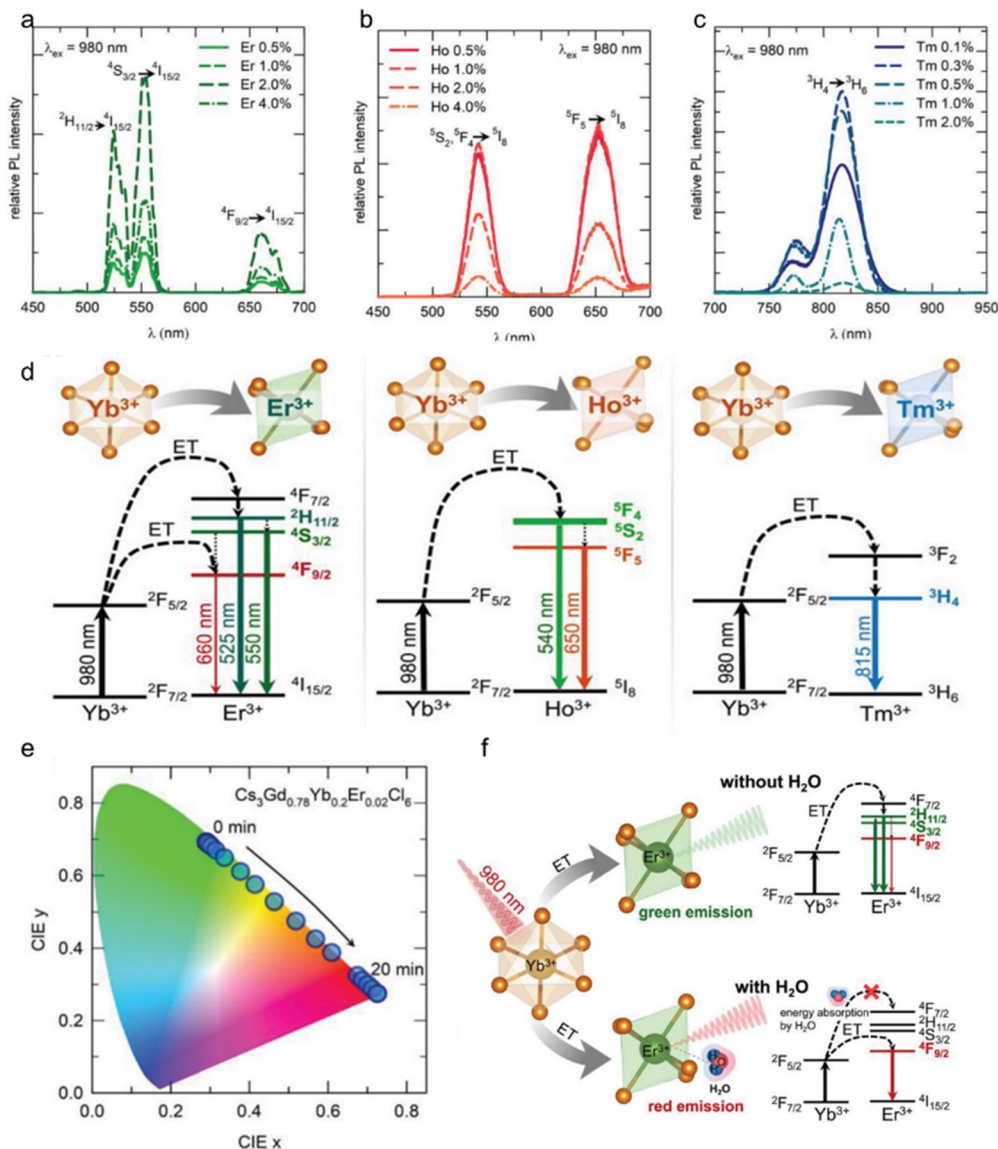 a
λex = 980 nm
⁴S₃/₂→⁴I₁₅/₂
²H₁₁/₂→⁴I₁₅/₂
⁴F₉/₂→⁴I₁₅/₂
Er 0.5%
Er 1.0%
Er 2.0%
Er 4.0%
relative PL intensity
450 500 550 600 650 700
λ (nm)
b
Ho 0.5%
Ho 1.0%
Ho 2.0%
Ho 4.0%
λex = 980 nm
⁵S₂,⁵F₄→⁵I₈
⁵F₅→⁵I₈
relative PL intensity
450 500 550 600 650 700
λ (nm)
c
λex = 980 nm
³H₄→³H₆
Tm 0.1%
Tm 0.3%
Tm 0.5%
Tm 1.0%
Tm 2.0%
relative PL intensity
700 750 800 850 900 950
λ (nm)
d
Yb³⁺
Er³⁺
ET
ET
⁴F₇/₂
²H₁₁/₂
⁴S₃/₂
⁴F₉/₂
²F₅/₂
980 nm
660 nm
525 nm
550 nm
²F₇/₂
⁴I₁₅/₂
Yb³⁺
Er³⁺
Yb³⁺
Ho³⁺
ET
⁵F₄
⁵S₂
⁵F₅
²F₅/₂
980 nm
540 nm
650 nm
²F₇/₂
⁵I₈
Yb³⁺
Ho³⁺
Yb³⁺
Tm³⁺
ET
³F₂
²F₅/₂
³H₄
980 nm
815 nm
²F₇/₂
³H₆
Yb³⁺
Tm³⁺
e
Cs₃Gd₀.₇₈Yb₀.₂Er₀.₀₂Cl₆
0 min
20 min
CIE y
0.8
0.6
0.4
0.2
0.0
0.0 0.2 0.4 0.6 0.8
CIE x
f
without H₂O
980 nm
ET
Er³⁺
green emission
Yb³⁺
ET
⁴F₇/₂
²H₁₁/₂
⁴S₃/₂
⁴F₉/₂
²F₅/₂
²F₇/₂
⁴I₁₅/₂
Yb³⁺
Er³⁺
with H₂O
ET
Er³⁺
H
H
O
H₂O
red emission
energy absorption
by H₂O
ET
⁴F₇/₂
²H₁₁/₂
⁴S₃/₂
⁴F₉/₂
²F₅/₂
²F₇/₂
⁴I₁₅/₂
Yb³⁺
Er³⁺